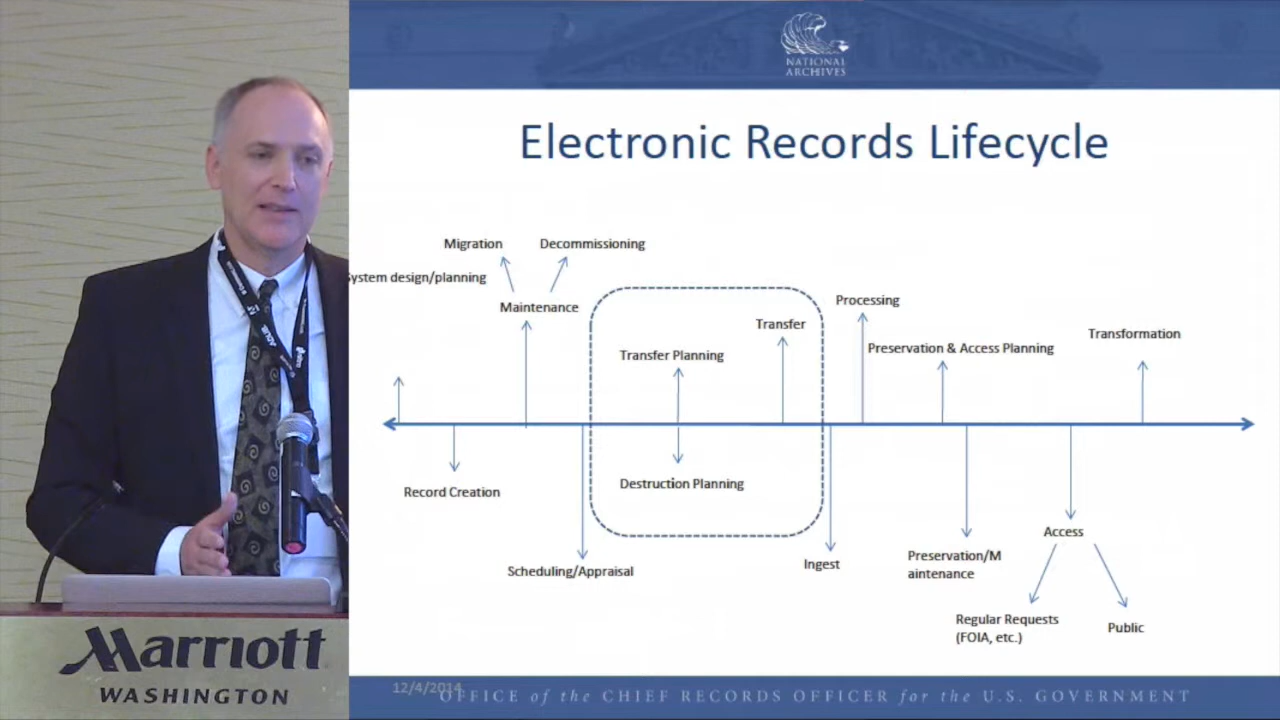 NATIONAL
ARCHIVES
Electronic Records Lifecycle
Migration
Decommissioning
System design/planning
Maintenance
Processing
Transfer
Transformation
Preservation & Access Planning
Transfer Planning
Destruction Planning
Record Creation
Access
Preservation/M
aintenance
Ingest
Scheduling/Appraisal
Regular Requests
(FOIA, etc.)
Public
12/4/2014
OFFICE of the CHIEF RECORDS OFFICER for the U.S. GOVERNMENT
Marriott
WASHINGTON